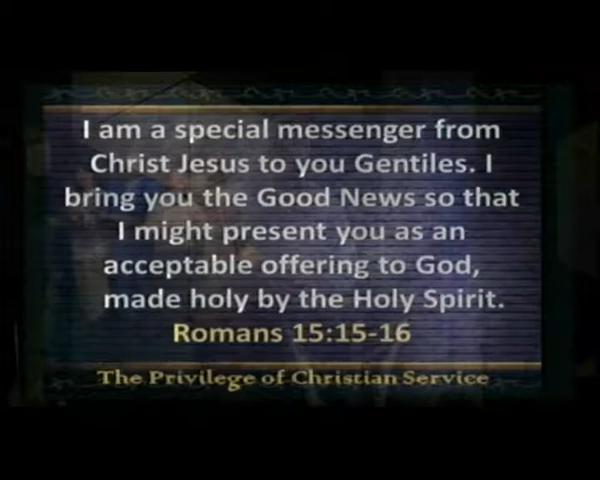 I am a special messenger from
Christ Jesus to you Gentiles. I
bring you the Good News so that
I might present you as an
acceptable offering to God,
made holy by the Holy Spirit.
Romans 15:15-16
The Privilege of Christian Service